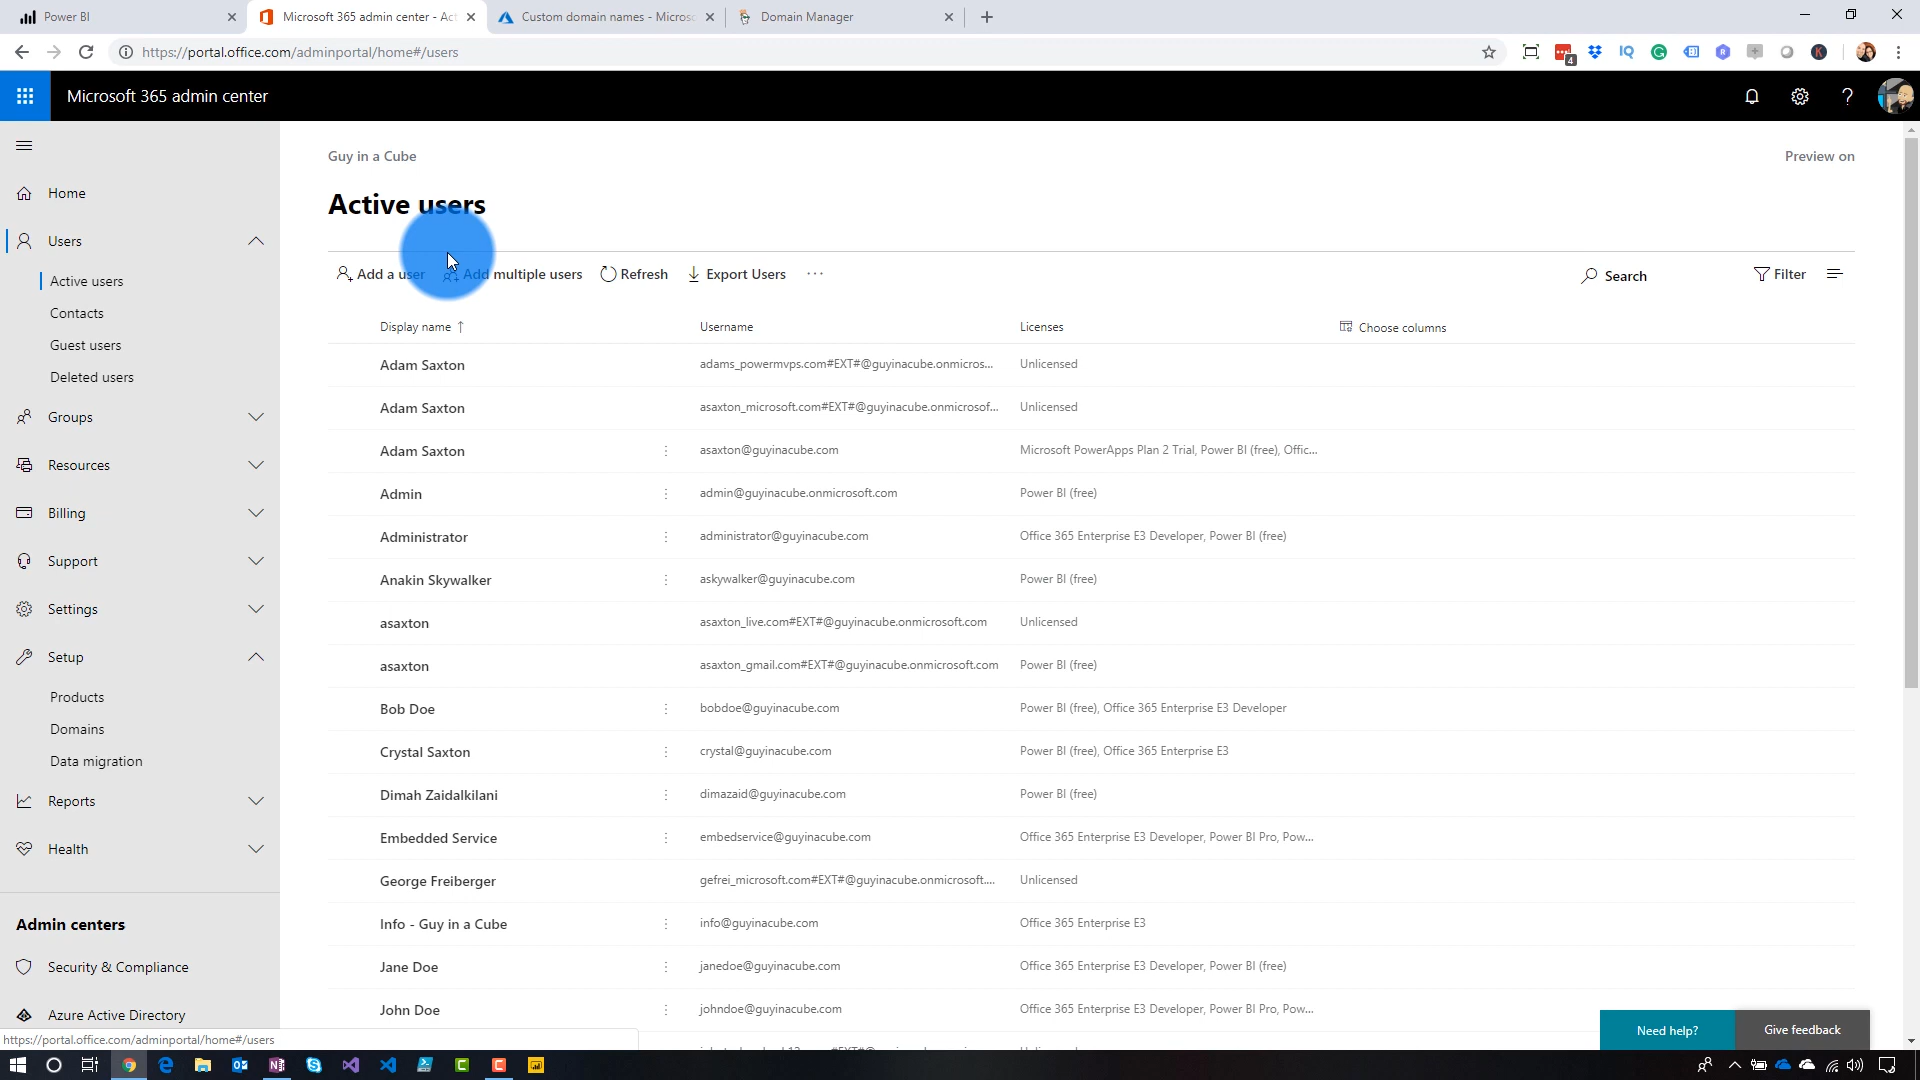 Power BI
Microsoft 365 admin center - Act
Custom domain names - Micros
Domain Manager
https://portal.office.com/adminportal/home#/users
4
Microsoft 365 admin center
Guy in a Cube
Preview on
Active users
Home
Users
Active users
Contacts
Guest users
Deleted users
Groups
Resources
Billing
Support
Settings
Setup
Products
Domains
Data migration
Reports
Health
Admin centers
Security & Compliance
Azure Active Directory
Add a user Add multiple users Refresh Export Users ... Search Filter
Display name ↑ Username Licenses Choose columns
Adam Saxton adams_powermvps.com#EXT#@guyinacube.onmicros... Unlicensed
Adam Saxton asaxton_microsoft.com#EXT#@guyinacube.onmicrosof... Unlicensed
Adam Saxton asaxton@guyinacube.com Microsoft PowerApps Plan 2 Trial, Power BI (free), Offic...
Admin admin@guyinacube.onmicrosoft.com Power BI (free)
Administrator administrator@guyinacube.com Office 365 Enterprise E3 Developer, Power BI (free)
Anakin Skywalker askywalker@guyinacube.com Power BI (free)
asaxton asaxton_live.com#EXT#@guyinacube.onmicrosoft.com Unlicensed
asaxton asaxton_gmail.com#EXT#@guyinacube.onmicrosoft.com Power BI (free)
Bob Doe bobdoe@guyinacube.com Power BI (free), Office 365 Enterprise E3 Developer
Crystal Saxton crystal@guyinacube.com Power BI (free), Office 365 Enterprise E3
Dimah Zaidalkilani dimazaid@guyinacube.com Power BI (free)
Embedded Service embedservice@guyinacube.com Office 365 Enterprise E3 Developer, Power BI Pro, Pow...
George Freiberger gefrei_microsoft.com#EXT#@guyinacube.onmicrosoft.... Unlicensed
Info - Guy in a Cube info@guyinacube.com Office 365 Enterprise E3
Jane Doe janedoe@guyinacube.com Office 365 Enterprise E3 Developer, Power BI (free)
John Doe johndoe@guyinacube.com Office 365 Enterprise E3 Developer, Power BI Pro, Pow...
Need help?
Give feedback
https://portal.office.com/adminportal/home#/users